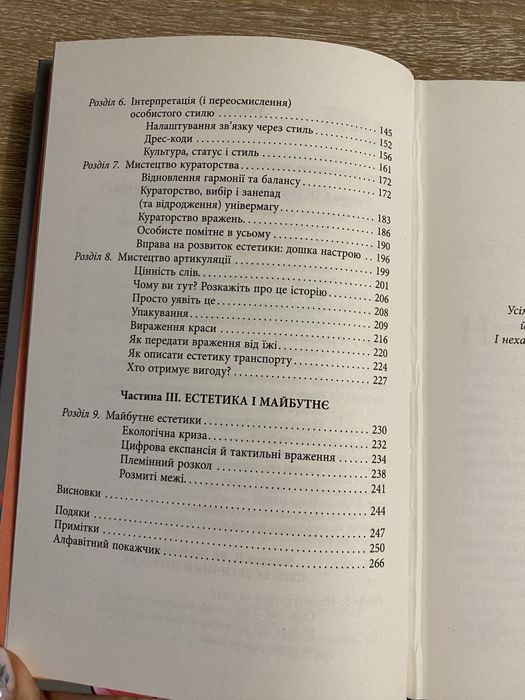 Розділ 6. Інтерпретація (і переосмислення)
особистого стилю . . . . . . . . . . . . . . . . . . . . . 145
Налаштування зв’язку через стиль . . . . . . . . . 152
Дрес-коди . . . . . . . . . . . . . . . . . . . . . . . . . 156
Культура, статус і стиль . . . . . . . . . . . . . . . . 172
Розділ 7. Мистецтво кураторства . . . . . . . . . . . . . . . . . 172
Відновлення гармонії та балансу
Кураторство, вибір і занепад
(та відродження) універмагу . . . . . . . . . . . . . 183
Кураторство вражень. . . . . . . . . . . . . . . . . . 186
Особисте помітне в усьому . . . . . . . . . . . . . . 190
Вправа на розвиток естетики: дошка настрою . . 196
Розділ 8. Мистецтво артикуляції . . . . . . . . . . . . . . . . . 199
Цінність слів. . . . . . . . . . . . . . . . . . . . . . . 201
Чому ви тут? Розкажіть про це історію . . . . . . . 206
Просто уявіть це . . . . . . . . . . . . . . . . . . . . . 208
Упакування . . . . . . . . . . . . . . . . . . . . . . . . 209
Вираження краси . . . . . . . . . . . . . . . . . . . . 216
Як передати враження від їжі . . . . . . . . . . . . . 220
Як описати естетику транспорту . . . . . . . . . . . 224
Хто отримує вигоду? . . . . . . . . . . . . . . . . . . 227
Частина III. ЕСТЕТИКА І МАЙБУТНЄ
Розділ 9. Майбутнє естетики . . . . . . . . . . . . . . . . . . . 230
Екологічна криза . . . . . . . . . . . . . . . . . . . . 232
Цифрова експансія й тактильні враження . . . . . 234
Племінний розкол . . . . . . . . . . . . . . . . . . . . 238
Розмиті межі. . . . . . . . . . . . . . . . . . . . . . . . 241
Висновки . . . . . . . . . . . . . . . . . . . . . . . . . . . . . . 244
Подяки . . . . . . . . . . . . . . . . . . . . . . . . . . . . . . . 247
Примітки . . . . . . . . . . . . . . . . . . . . . . . . . . . . . . 250
Алфавітний покажчик . . . . . . . . . . . . . . . . . . . . . . 266
Усі
й
І неха